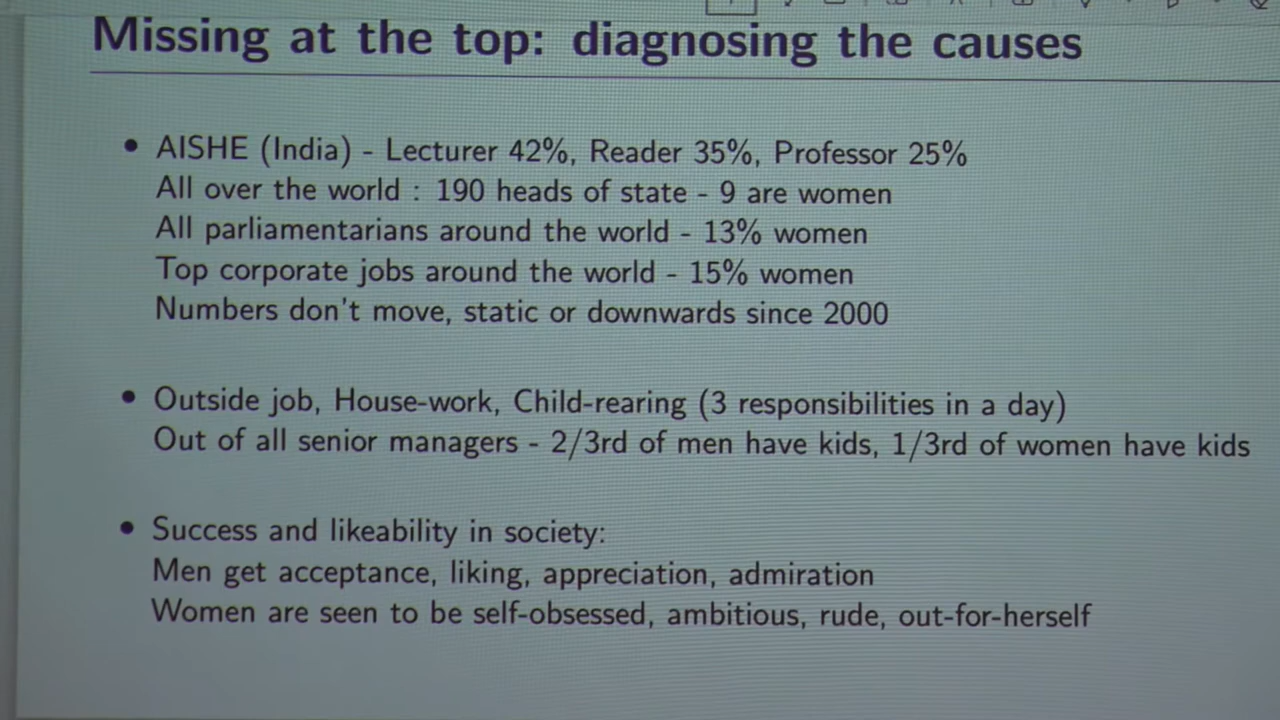 Missing at the top: diagnosing the causes
• AISHE (India) - Lecturer 42%, Reader 35%, Professor 25%
All over the world : 190 heads of state - 9 are women
All parliamentarians around the world - 13% women
Top corporate jobs around the world - 15% women
Numbers don't move, static or downwards since 2000
• Outside job, House-work, Child-rearing (3 responsibilities in a day)
Out of all senior managers - 2/3rd of men have kids, 1/3rd of women have kids
• Success and likeability in society:
Men get acceptance, liking, appreciation, admiration
Women are seen to be self-obsessed, ambitious, rude, out-for-herself